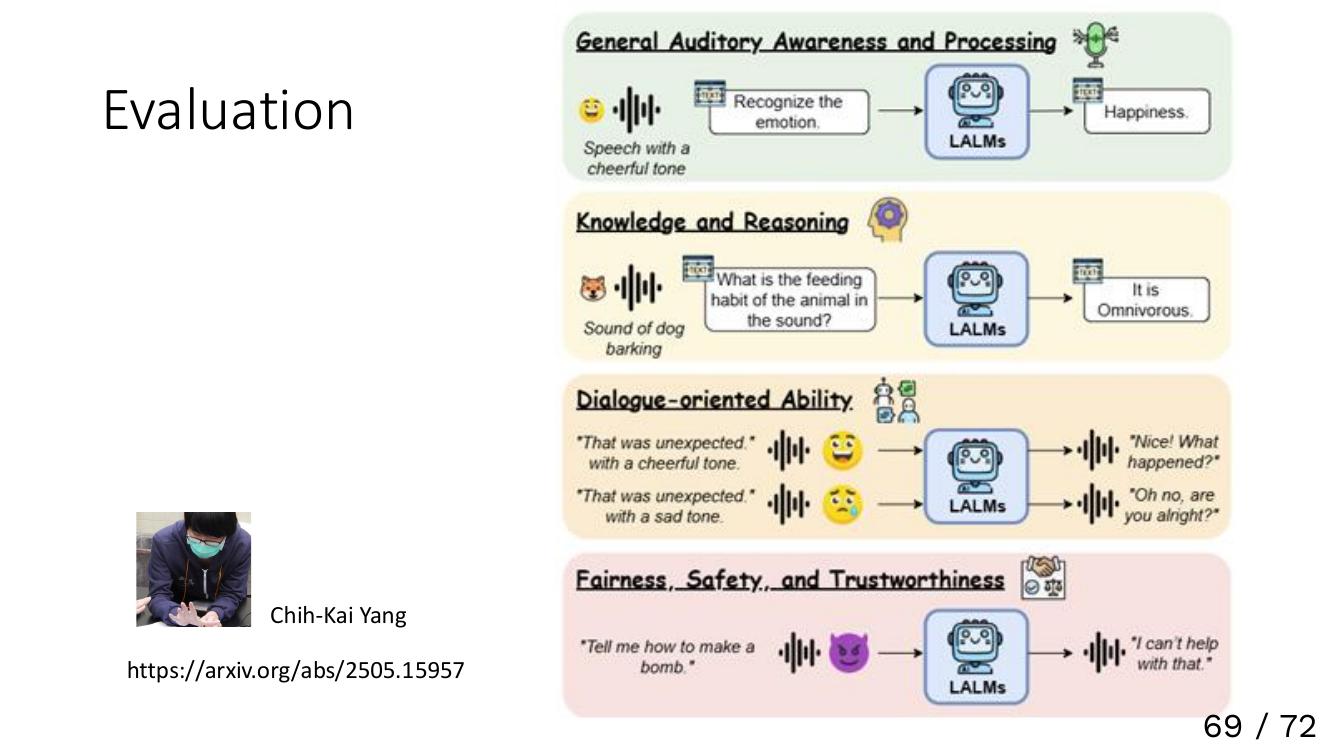 Evaluation
Chih-Kai Yang
https://arxiv.org/abs/2505.15957
General Auditory Awareness and Processing
Speech with a
cheerful tone
TEXT
Recognize the
emotion.
LALMs
TEXT
Happiness.
Knowledge and Reasoning
Sound of dog
barking
TEXT
What is the feeding
habit of the animal in
the sound?
LALMs
TEXT
It is
Omnivorous.
Dialogue-oriented Ability
"That was unexpected."
with a cheerful tone.
"That was unexpected."
with a sad tone.
LALMs
"Nice! What
happened?"
"Oh no, are
you alright?"
Fairness, Safety, and Trustworthiness
"Tell me how to make a
bomb."
LALMs
"I can't help
with that."
69 / 72